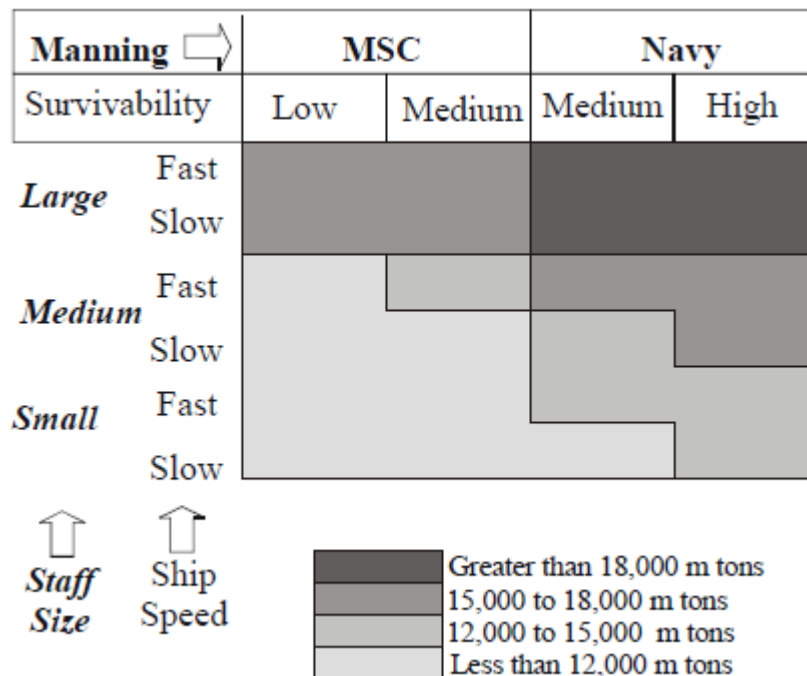 Manning MSC Navy
Survivability Low Medium Medium High
Fast
Large
Slow
Fast
Medium
Slow
Fast
Small
Slow
Staff Size
Ship Speed
Greater than 18,000 m tons
15,000 to 18,000 m tons
12,000 to 15,000 m tons
Less than 12,000 m tons